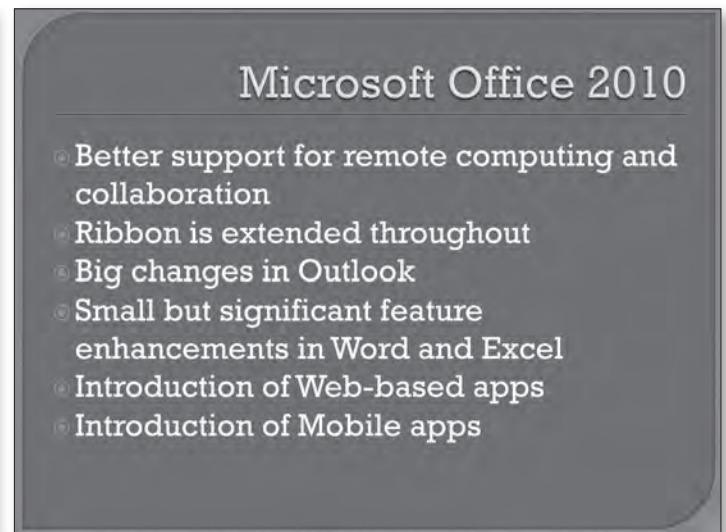 Microsoft Office 2010
Better support for remote computing and
collaboration
Ribbon is extended throughout
Big changes in Outlook
Small but significant feature
enhancements in Word and Excel
Introduction of Web-based apps
Introduction of Mobile apps